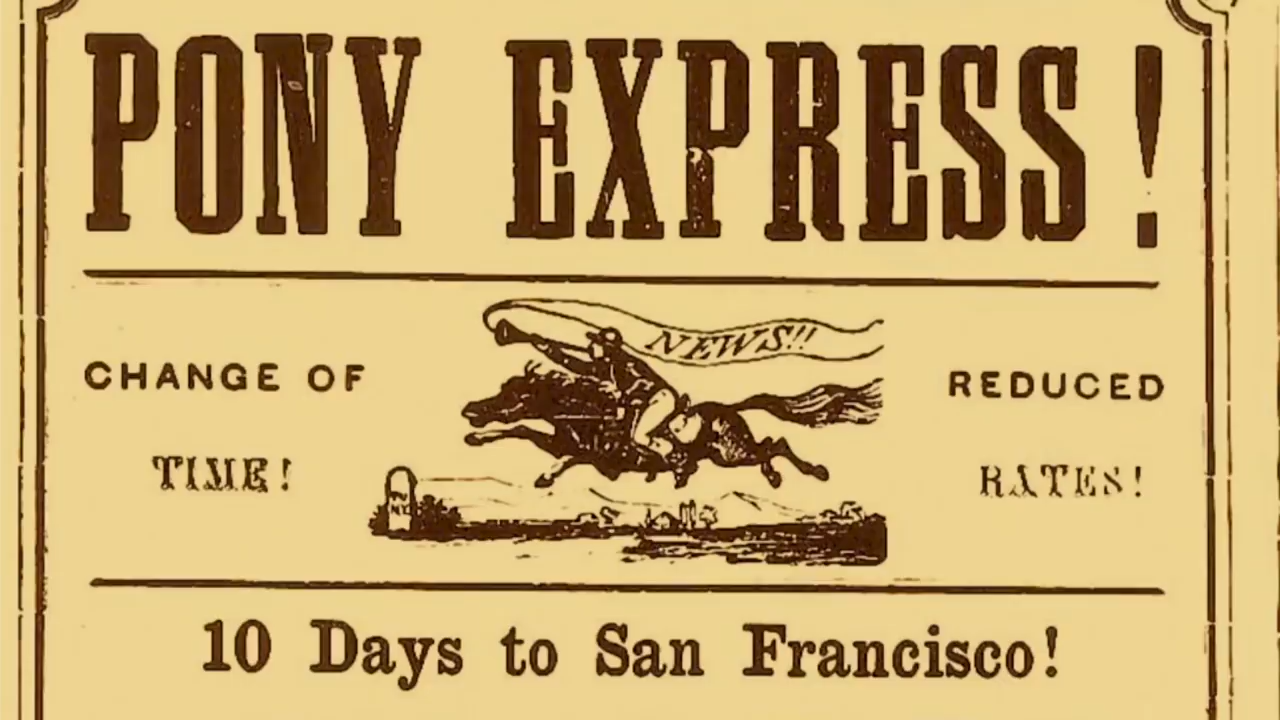 PONY EXPRESS!
NEWS!!
CHANGE OF
TIME!
REDUCED
RATES!
10 Days to San Francisco!